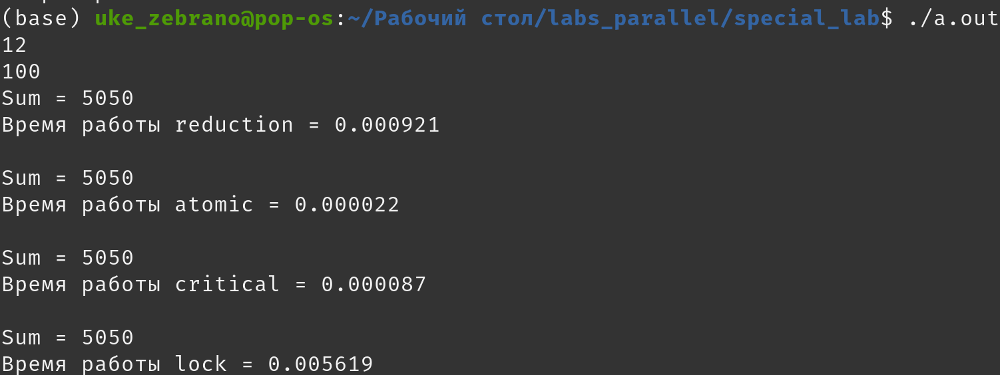 (base) uke_zebrano@pop-os:~/Рабочий стол/labs_parallel/special_lab$ ./a.out
12
100
Sum = 5050
Время работы reduction = 0.000921
Sum = 5050
Время работы atomic = 0.000022
Sum = 5050
Время работы critical = 0.000087
Sum = 5050
Время работы lock = 0.005619